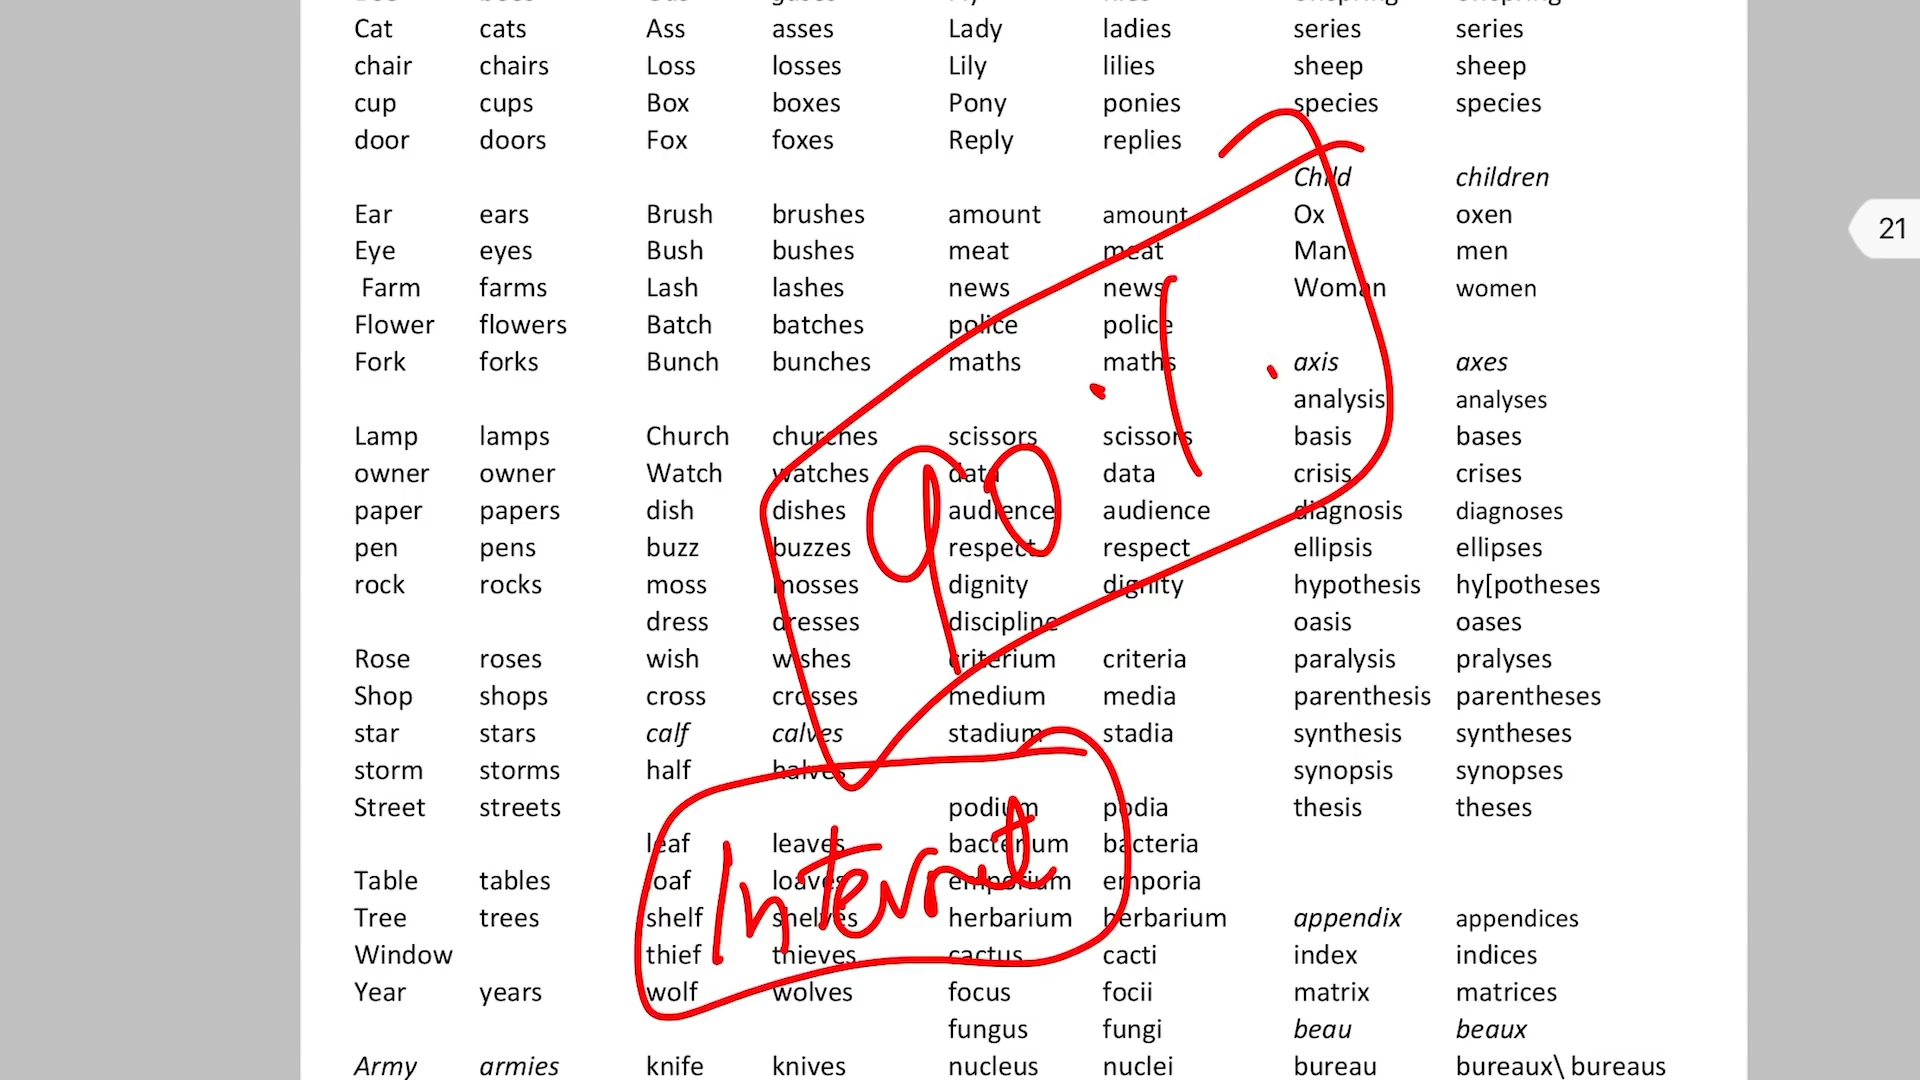 Cat cats Ass asses Lady ladies series series
chair chairs Loss losses Lily lilies sheep sheep
cup cups Box boxes Pony ponies species species
door doors Fox foxes Reply replies
Child children
Ear ears Brush brushes amount amount Ox oxen
Eye eyes Bush bushes meat meat Man men
Farm farms Lash lashes news news Woman women
Flower flowers Batch batches police police
Fork forks Bunch bunches maths maths axis axes
analysis analyses
Lamp lamps Church churches scissors scissors basis bases
owner owner Watch watches data data crisis crises
paper papers dish dishes audience audience diagnosis diagnoses
pen pens buzz buzzes respect respect ellipsis ellipses
rock rocks moss mosses dignity dignity hypothesis hy[potheses
dress dresses discipline oasis oases
Rose roses wish wishes criterium criteria paralysis pralyses
Shop shops cross crosses medium media parenthesis parentheses
star stars calf calves stadium stadia synthesis syntheses
storm storms half halves synopsis synopses
Street streets podium podia thesis theses
leaf leaves bacterium bacteria
Table tables loaf loaves emporium emporia
Tree trees shelf shelves herbarium herbarium appendix appendices
Window thief thieves cactus cacti index indices
Year years wolf wolves focus focii matrix matrices
fungus fungi beau beaux
Army armies knife knives nucleus nuclei bureau bureaux\ bureaus
21
90 ./.
Internet